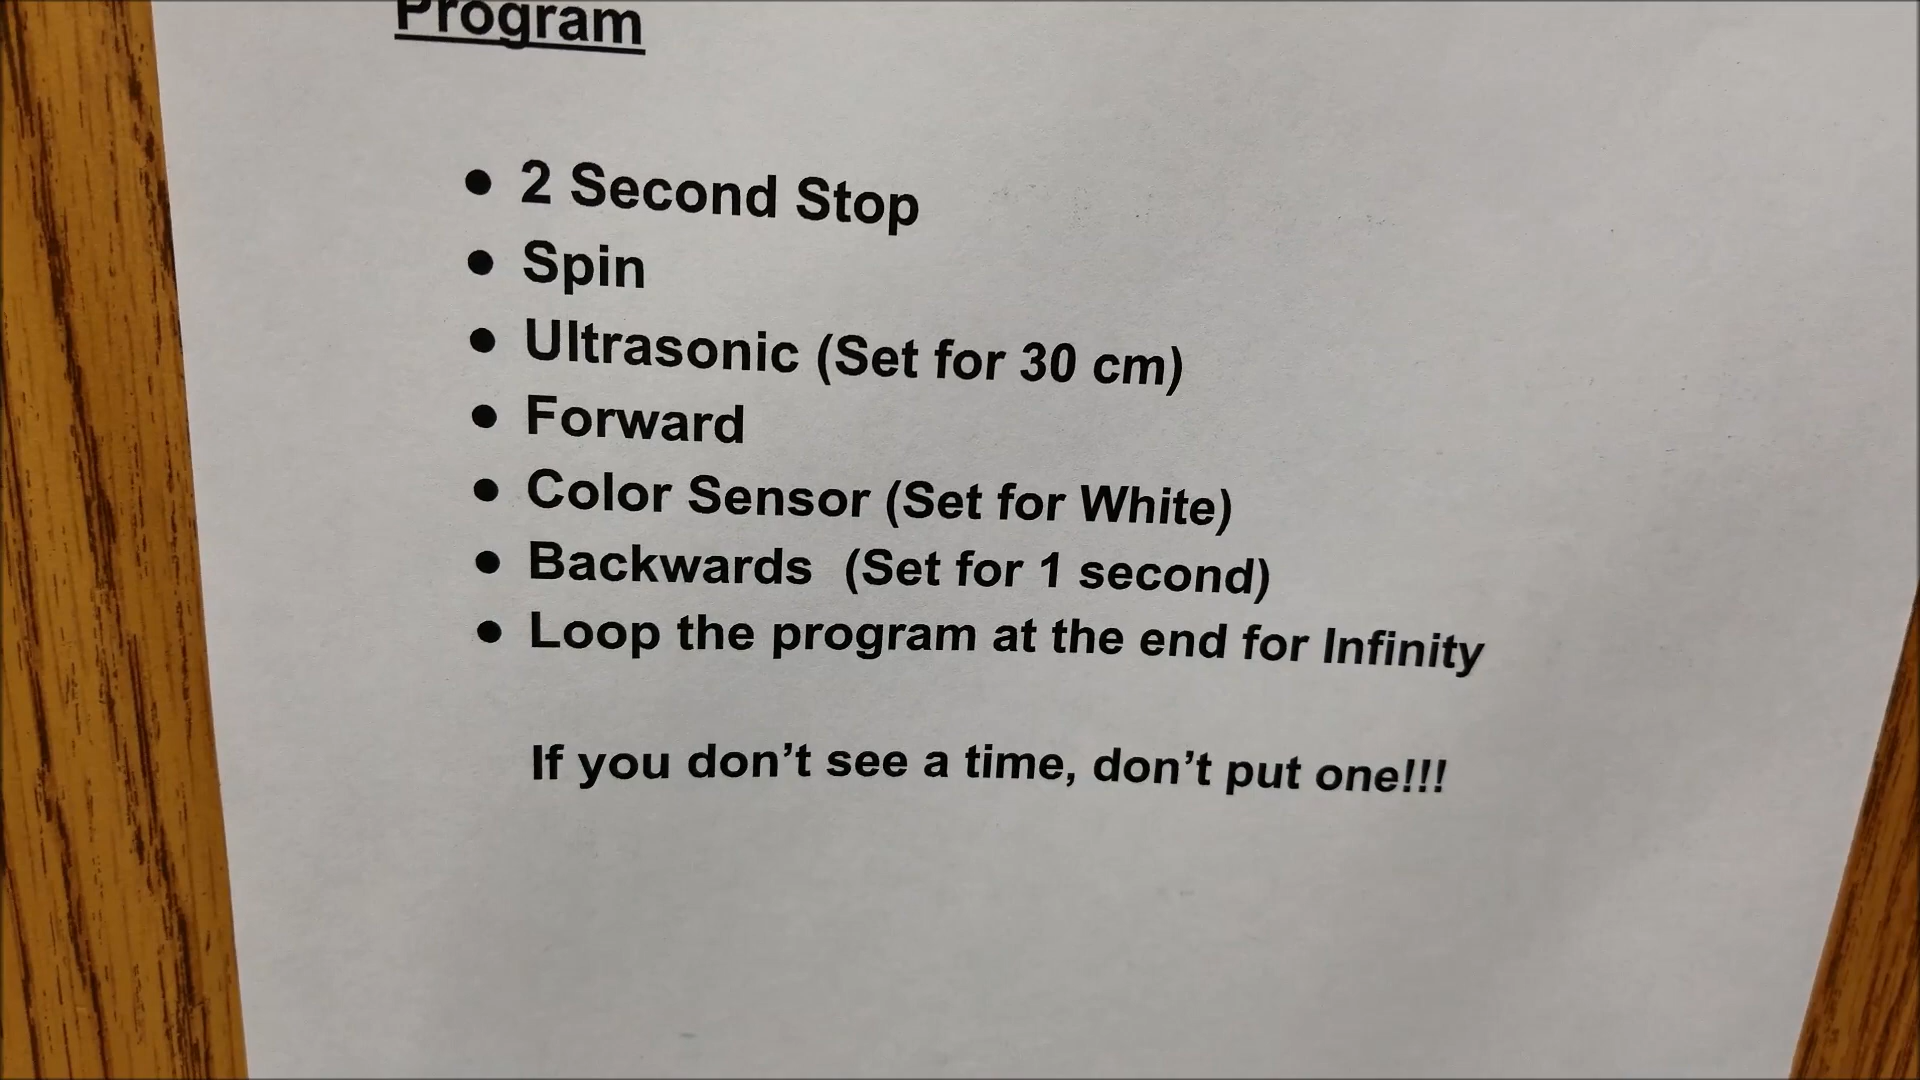 Program
● 2 Second Stop
● Spin
● Ultrasonic (Set for 30 cm)
● Forward
● Color Sensor (Set for White)
● Backwards  (Set for 1 second)
● Loop the program at the end for Infinity
If you don’t see a time, don’t put one!!!